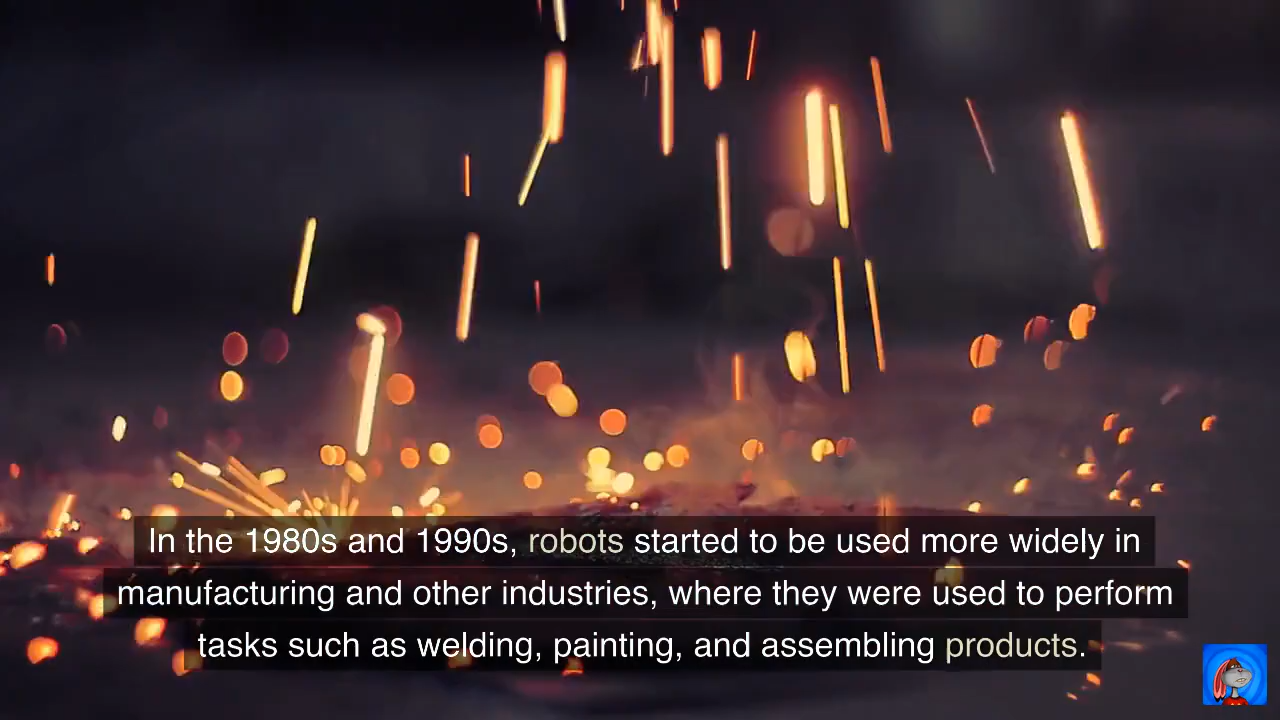 In the 1980s and 1990s, robots started to be used more widely in
manufacturing and other industries, where they were used to perform
tasks such as welding, painting, and assembling products.